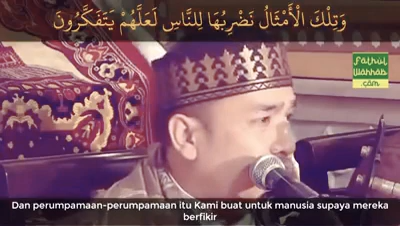 وَتِلْكَ الْأَمْثَالُ نَضْرِبُهَا لِلنَّاسِ لَعَلَّهُمْ يَتَفَكَّرُونَ
Fathul
Wahhab
.com
Dan perumpamaan-perumpamaan itu Kami buat untuk manusia supaya mereka
berfikir